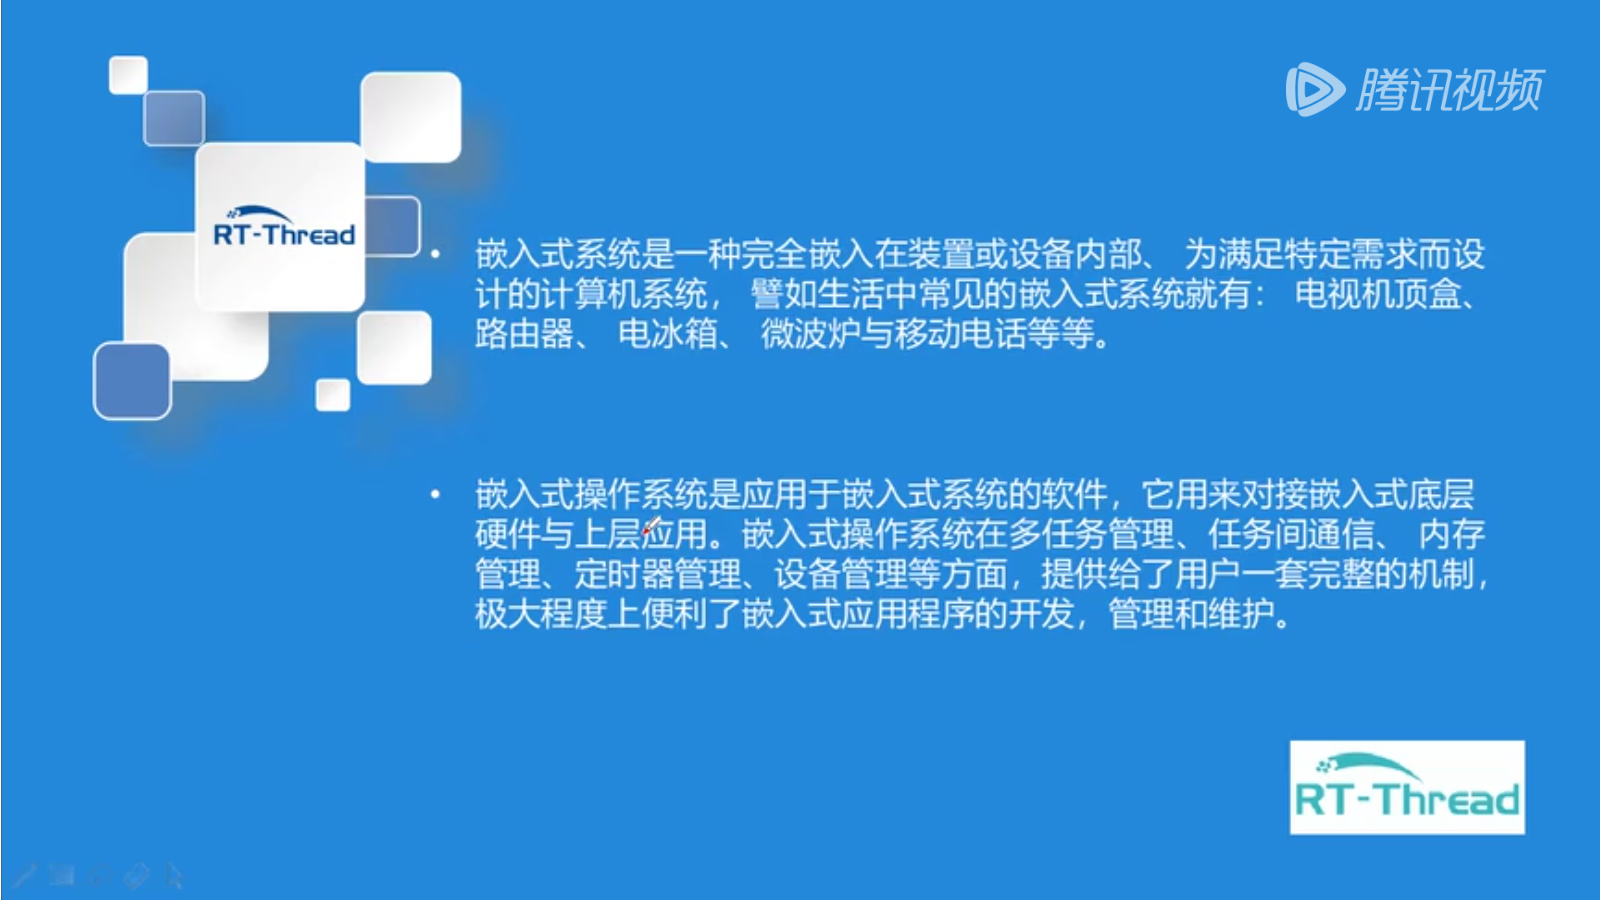 腾讯视频
RT-Thread
嵌入式系统是一种完全嵌入在装置或设备内部、 为满足特定需求而设
计的计算机系统， 譬如生活中常见的嵌入式系统就有： 电视机顶盒、
路由器、 电冰箱、 微波炉与移动电话等等。
嵌入式操作系统是应用于嵌入式系统的软件，它用来对接嵌入式底层
硬件与上层应用。嵌入式操作系统在多任务管理、任务间通信、 内存
管理、定时器管理、设备管理等方面，提供给了用户一套完整的机制，
极大程度上便利了嵌入式应用程序的开发，管理和维护。
RT-Thread